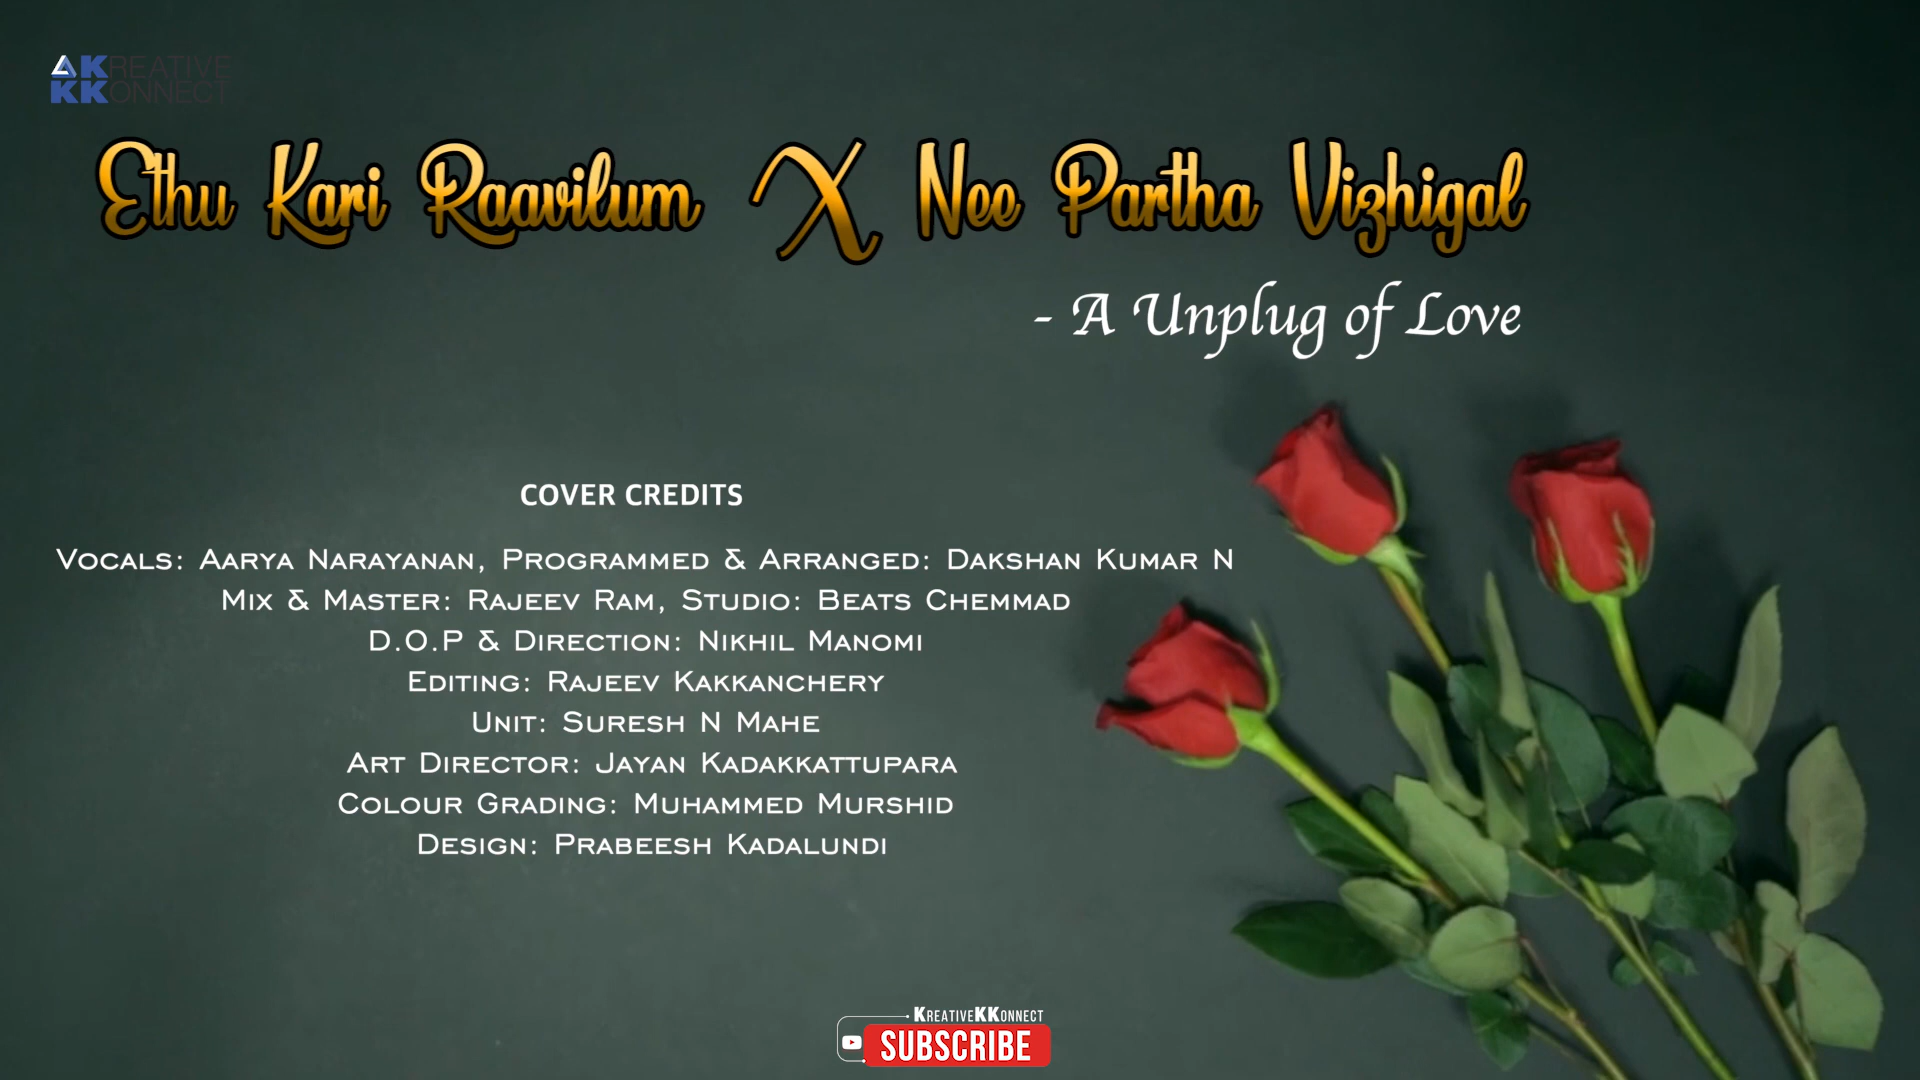 KREATIVE
KKONNECT
Ethu Kari Raavilum X Nee Partha Vizhigal
- A Unplug of Love
COVER CREDITS
VOCALS: AARYA NARAYANAN, PROGRAMMED & ARRANGED: DAKSHAN KUMAR N
MIX & MASTER: RAJEEV RAM, STUDIO: BEATS CHEMMAD
D.O.P & DIRECTION: NIKHIL MANOMI
EDITING: RAJEEV KAKKANCHERY
UNIT: SURESH N MAHE
ART DIRECTOR: JAYAN KADAKKATTUPARA
COLOUR GRADING: MUHAMMED MURSHID
DESIGN: PRABEESH KADALUNDI
KREATIVEKKONNECT
SUBSCRIBE